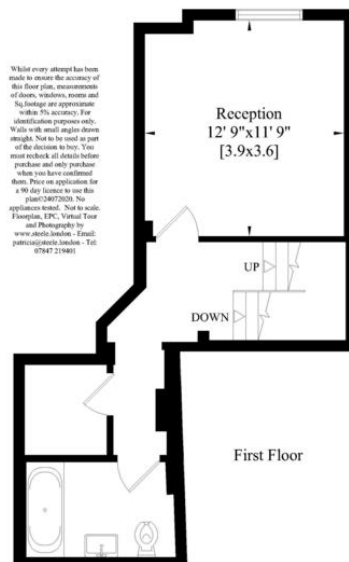 Whilst every attempt has been
made to ensure the accuracy of
this floor plan, measurements
of doors, windows, rooms and
Sq.footage are approximate
within 5% accuracy. For
identification purposes only.
Walls with small angles drawn
straight. Not to be used as part
of the decision to buy. You
must recheck all details before
purchase and only purchase
when you have confirmed
them. Price on application for
a 90 day licence to use this
plan©24072020. No
appliances tested. Not to scale.
Floorplan, EPC, Virtual Tour
and Photography by
www.steele.london - Email:
patricia@steele.london - Tel:
07847 219401
Reception
12' 9"x11' 9"
[3.9x3.6]
UP
DOWN
First Floor